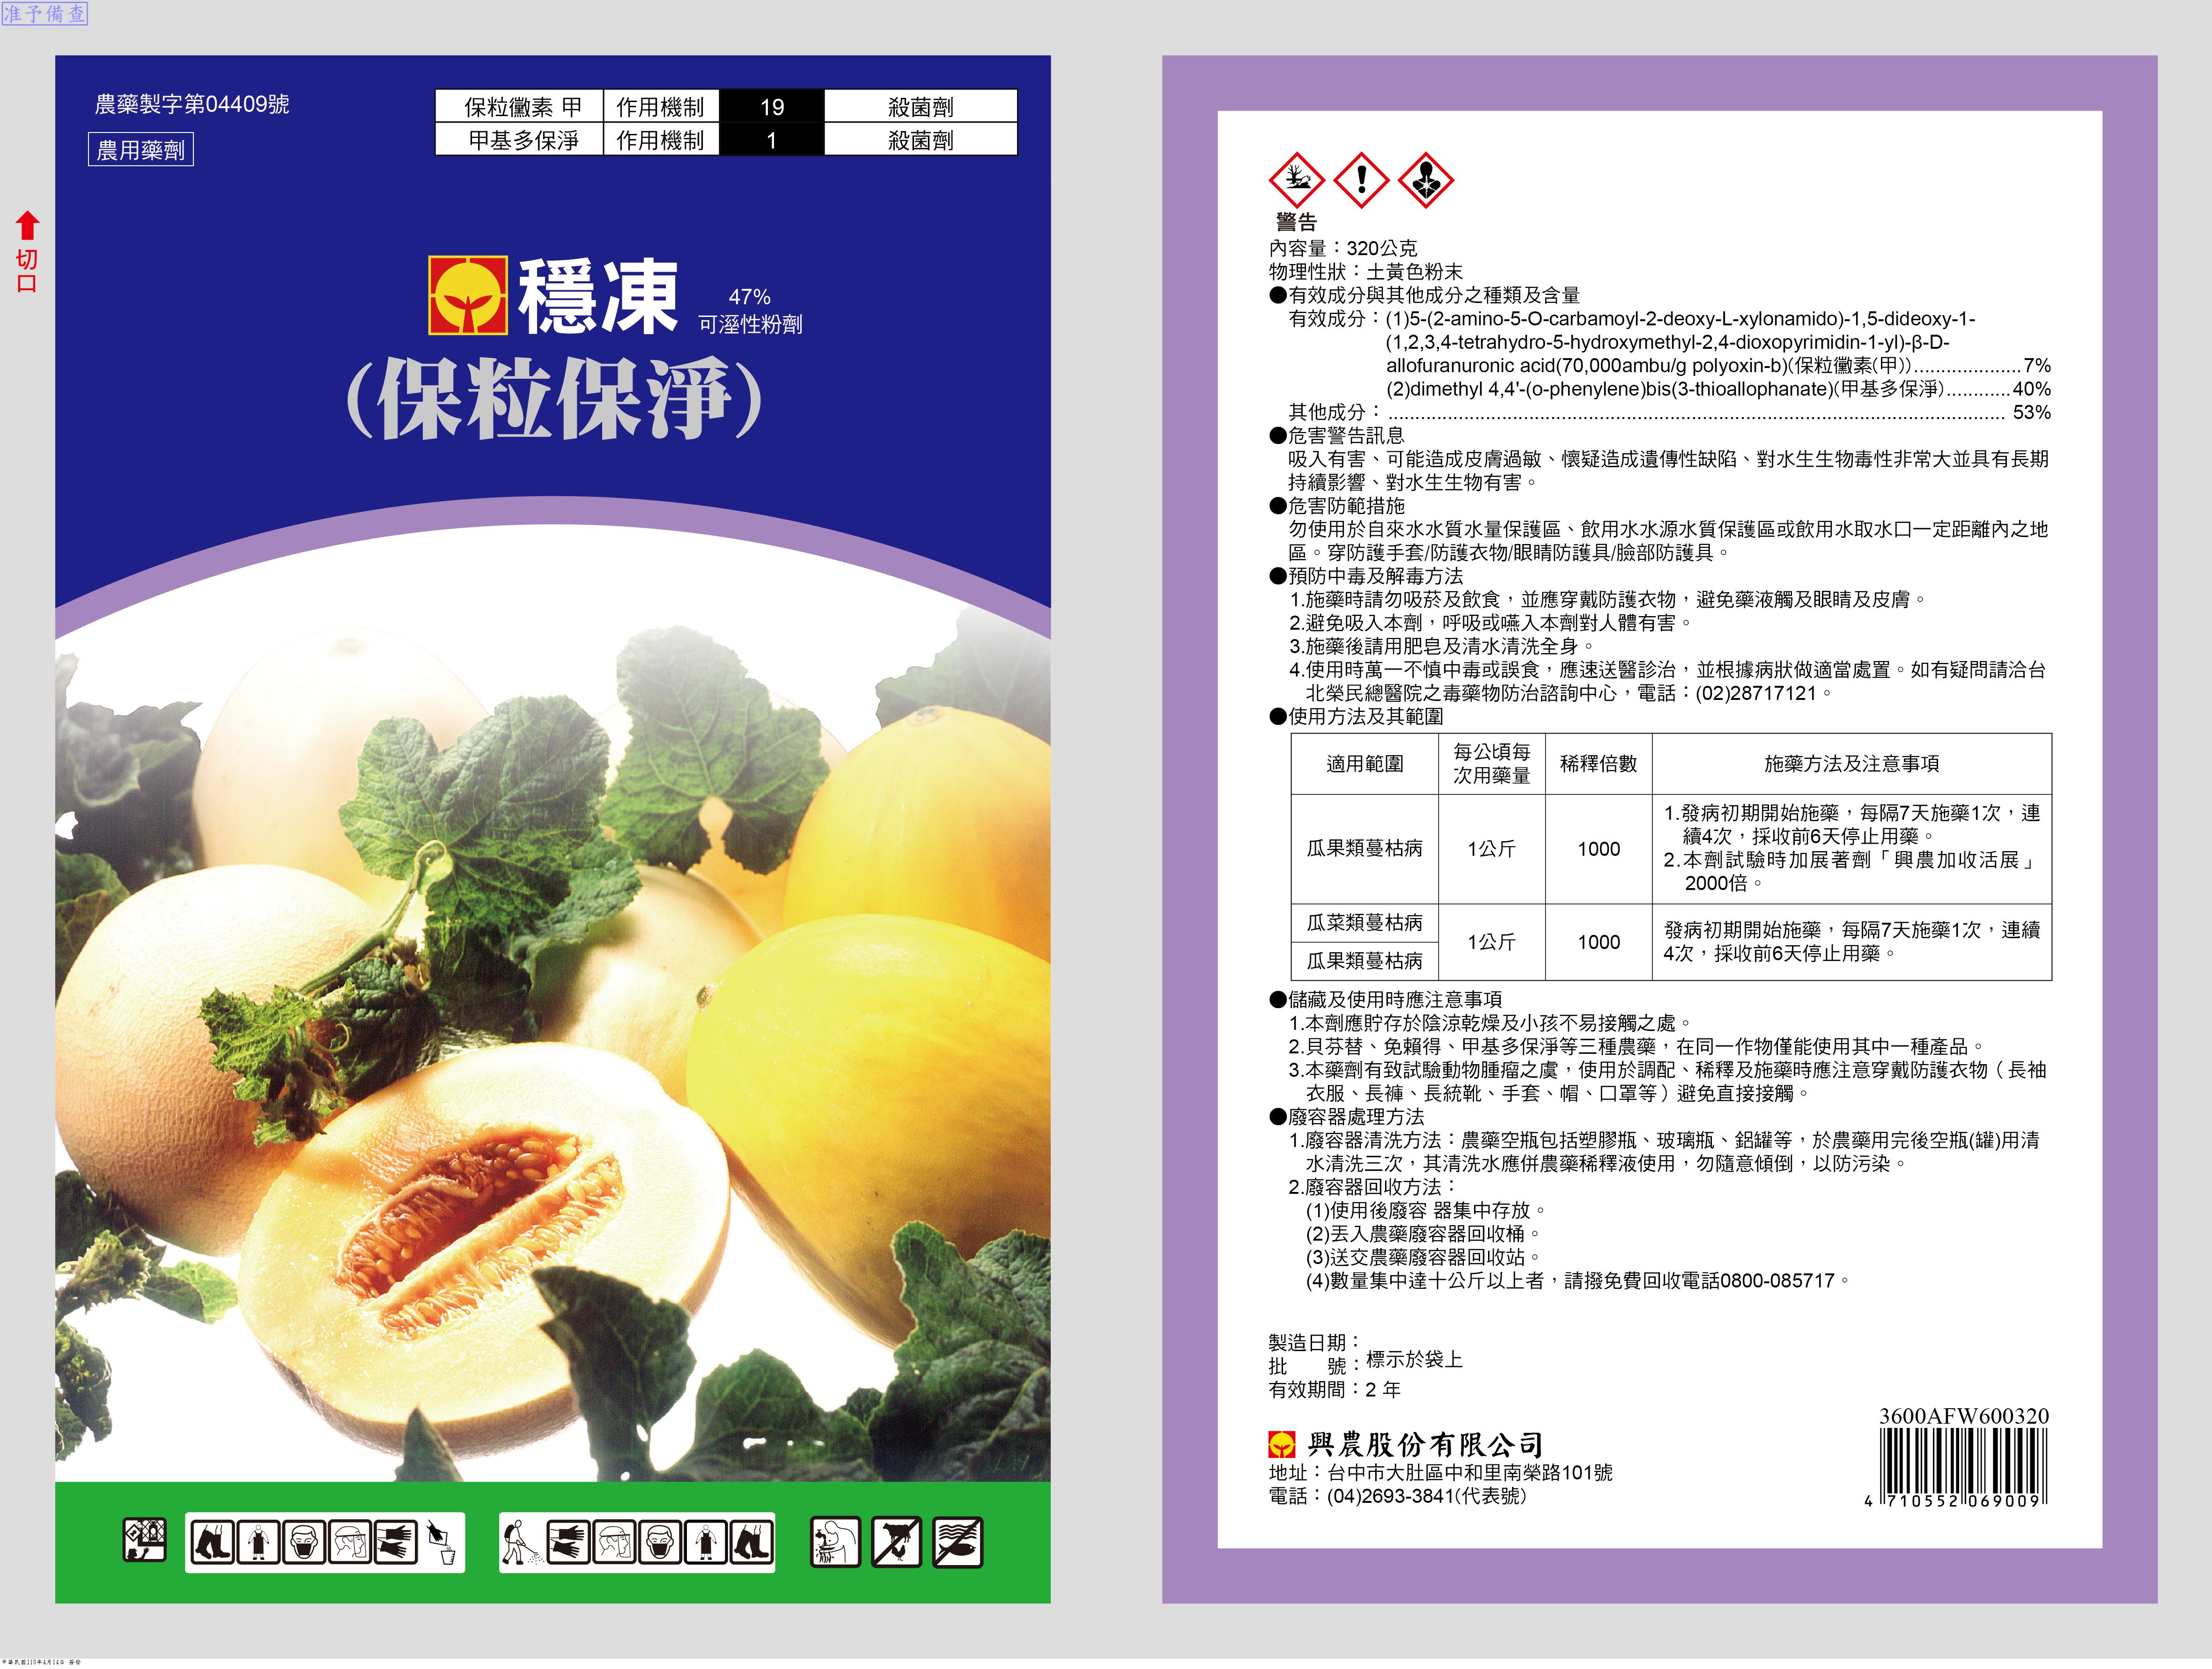 准予備查
農藥製字第04409號
農用藥劑
保粒黴素 甲 作用機制 19 殺菌劑
甲基多保淨 作用機制 1 殺菌劑
切口
穩凍
47%
可溼性粉劑
(保粒保淨)
警告
內容量：320公克
物理性狀：土黃色粉末
●有效成分與其他成分之種類及含量
有效成分：(1)5-(2-amino-5-O-carbamoyl-2-deoxy-L-xylonamido)-1,5-dideoxy-1-
(1,2,3,4-tetrahydro-5-hydroxymethyl-2,4-dioxopyrimidin-1-yl)-β-D-
allofuranuronic acid(70,000ambu/g polyoxin-b)(保粒黴素(甲))....................7%
(2)dimethyl 4,4'-(o-phenylene)bis(3-thioallophanate)(甲基多保淨)............40%
其他成分：.................................................................................................................... 53%
●危害警告訊息
吸入有害、可能造成皮膚過敏、懷疑造成遺傳性缺陷、對水生生物毒性非常大並具有長期
持續影響、對水生生物有害。
●危害防範措施
勿使用於自來水水質水量保護區、飲用水水源水質保護區或飲用水取水口一定距離內之地
區。穿防護手套/防護衣物/眼睛防護具/臉部防護具。
●預防中毒及解毒方法
1.施藥時請勿吸菸及飲食，並應穿戴防護衣物，避免藥液觸及眼睛及皮膚。
2.避免吸入本劑，呼吸或嚥入本劑對人體有害。
3.施藥後請用肥皂及清水清洗全身。
4.使用時萬一不慎中毒或誤食，應速送醫診治，並根據病狀做適當處置。如有疑問請洽台
北榮民總醫院之毒藥物防治諮詢中心，電話：(02)28717121。
●使用方法及其範圍
適用範圍 每公頃每次用藥量 稀釋倍數 施藥方法及注意事項
瓜果類蔓枯病 1公斤 1000
1.發病初期開始施藥，每隔7天施藥1次，連
續4次，採收前6天停止用藥。
2.本劑試驗時加展著劑「興農加收活展」
2000倍。
瓜菜類蔓枯病
瓜果類蔓枯病
1公斤 1000
發病初期開始施藥，每隔7天施藥1次，連續
4次，採收前6天停止用藥。
●儲藏及使用時應注意事項
1.本劑應貯存於陰涼乾燥及小孩不易接觸之處。
2.貝芬替、免賴得、甲基多保淨等三種農藥，在同一作物僅能使用其中一種產品。
3.本藥劑有致試驗動物腫瘤之虞，使用於調配、稀釋及施藥時應注意穿戴防護衣物（長袖
衣服、長褲、長統靴、手套、帽、口罩等）避免直接接觸。
●廢容器處理方法
1.廢容器清洗方法：農藥空瓶包括塑膠瓶、玻璃瓶、鋁罐等，於農藥用完後空瓶(罐)用清
水清洗三次，其清洗水應併農藥稀釋液使用，勿隨意傾倒，以防污染。
2.廢容器回收方法：
(1)使用後廢容 器集中存放。
(2)丟入農藥廢容器回收桶。
(3)送交農藥廢容器回收站。
(4)數量集中達十公斤以上者，請撥免費回收電話0800-085717。
製造日期：
批 號：標示於袋上
有效期間：2 年
興農股份有限公司
地址：台中市大肚區中和里南榮路101號
電話：(04)2693-3841(代表號)
3600AFW600320
4 710552 069009
中華民國110年4月14日 簽發